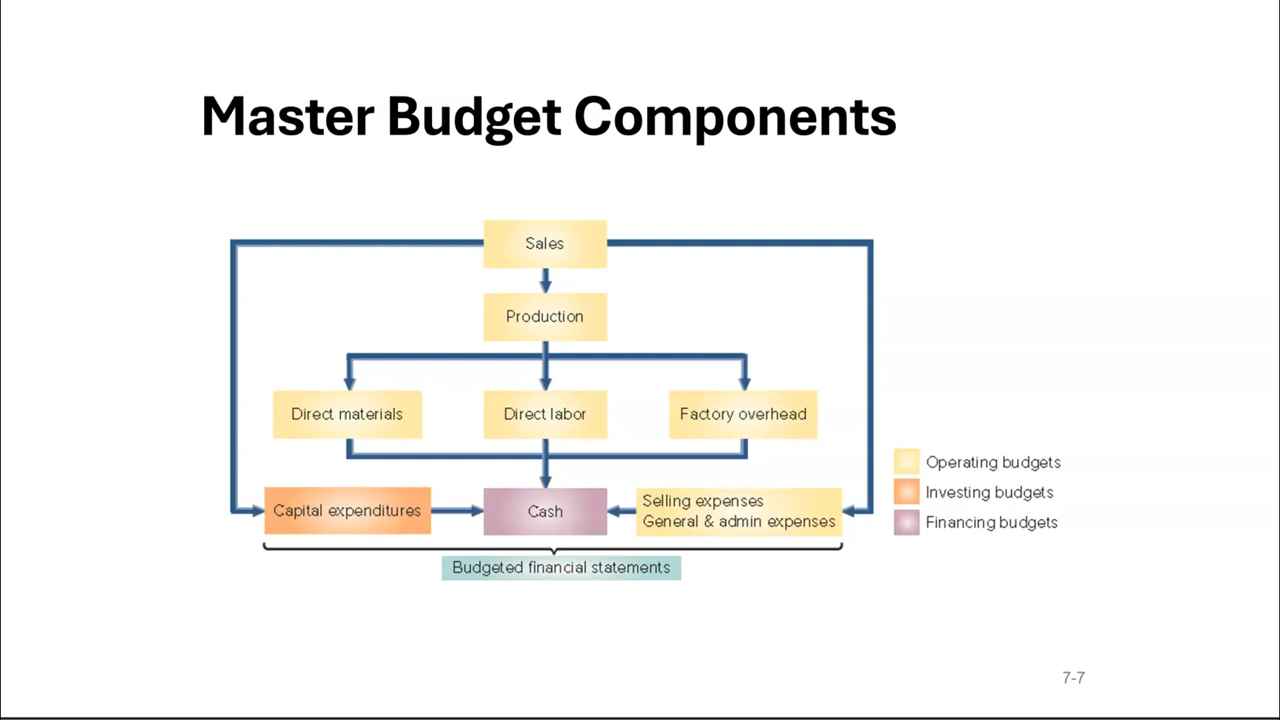 Master Budget Components
Sales
Production
Direct materials
Direct labor
Factory overhead
Capital expenditures
Cash
Selling expenses
General & admin expenses
Operating budgets
Investing budgets
Financing budgets
Budgeted financial statements
7-7